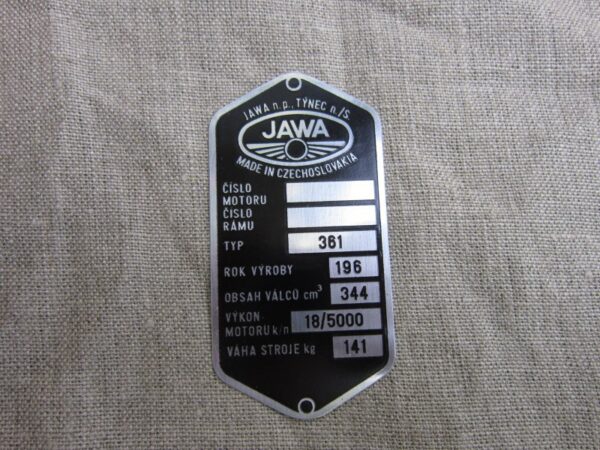 JAWA n.p., TÝNEC n/S.
JAWA
MADE IN CZECHOSLOVAKIA
ČÍSLO
MOTORU
ČÍSLO
RÁMU
TYP 361
ROK VÝROBY 196
OBSAH VÁLCŮ cm³ 344
VÝKON
MOTORU k/n 18/5000
VÁHA STROJE kg 141